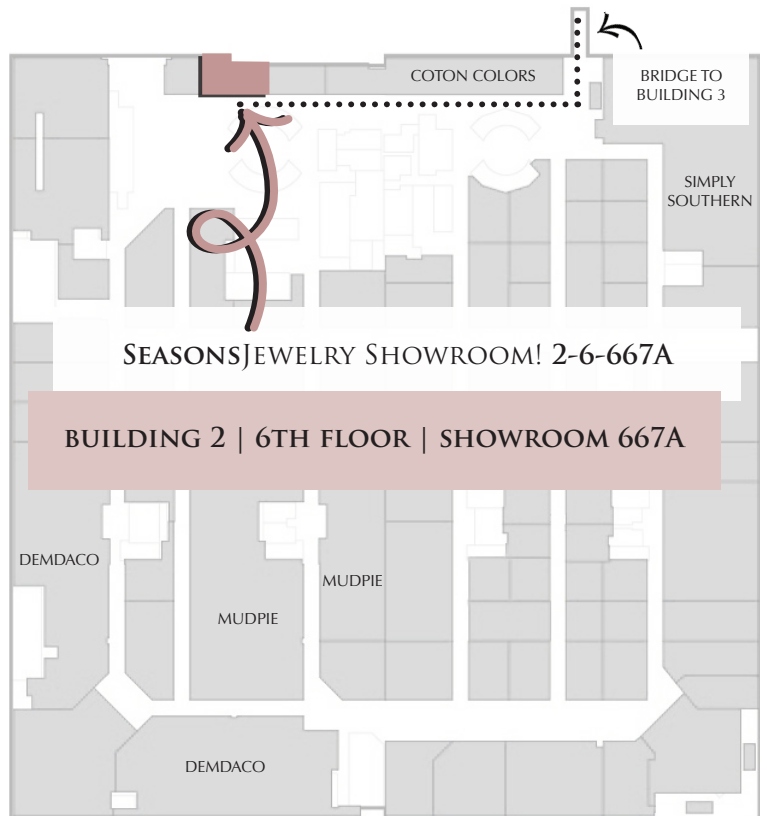 COTON COLORS
BRIDGE TO
BUILDING 3
SIMPLY
SOUTHERN
SEASONSJEWELRY SHOWROOM! 2-6-667A
BUILDING 2 | 6TH FLOOR | SHOWROOM 667A
DEMDACO
MUDPIE
MUDPIE
DEMDACO